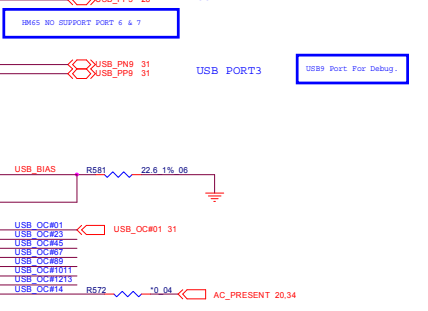 HM65 NO SUPPORT PORT 6 & 7
USB_PN9 31
USB_PP9 31
USB PORT3
USB9 Port For Debug.
USB_BIAS R581 22.6 1% 06
USB_OC#01 USB_OC#01 31
USB_OC#23
USB_OC#45
USB_OC#67
USB_OC#89
USB_OC#1011
USB_OC#1213
USB_OC#14 R572 *0_04 AC_PRESENT 20,34